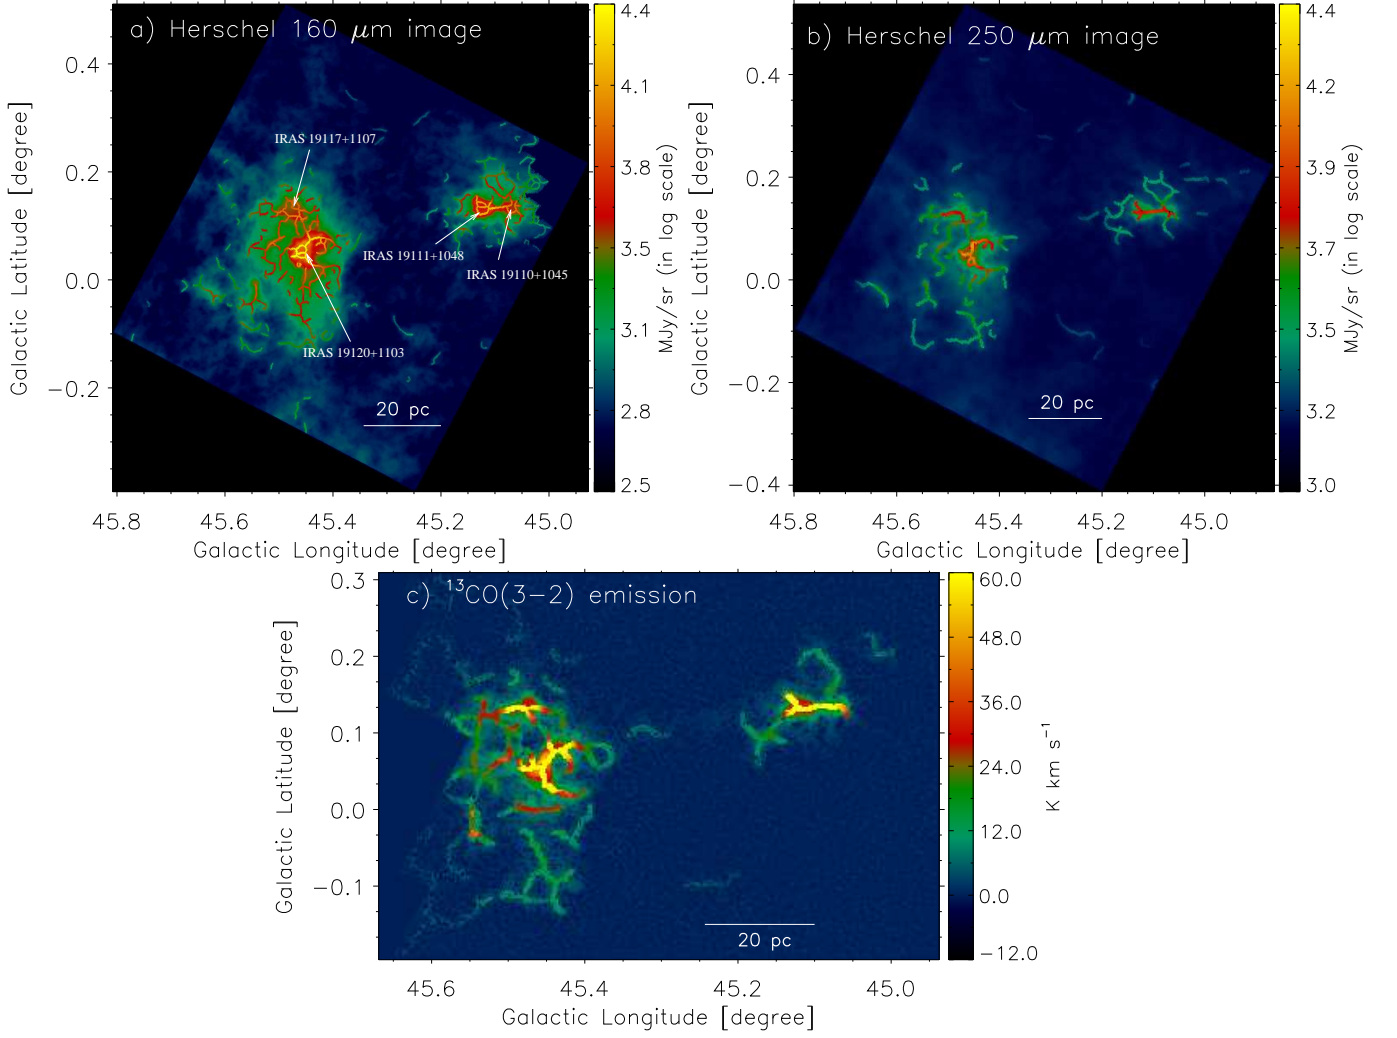 a) Herschel 160 μm image
IRAS 19117+1107
IRAS 19111+1048
IRAS 19110+1045
IRAS 19120+1103
20 pc
0.4
0.2
0.0
−0.2
Galactic Latitude [degree]
45.8 45.6 45.4 45.2 45.0
Galactic Longitude [degree]
4.4
4.1
3.8
3.5
3.1
2.8
2.5
MJy/sr (in log scale)
b) Herschel 250 μm image
20 pc
0.4
0.2
0.0
−0.2
−0.4
Galactic Latitude [degree]
45.8 45.6 45.4 45.2 45.0
Galactic Longitude [degree]
4.4
4.2
3.9
3.7
3.5
3.2
3.0
MJy/sr (in log scale)
c) ¹³CO(3−2) emission
20 pc
0.3
0.2
0.1
0.0
−0.1
Galactic Latitude [degree]
45.6 45.4 45.2 45.0
Galactic Longitude [degree]
60.0
48.0
36.0
24.0
12.0
0.0
−12.0
K km s⁻¹